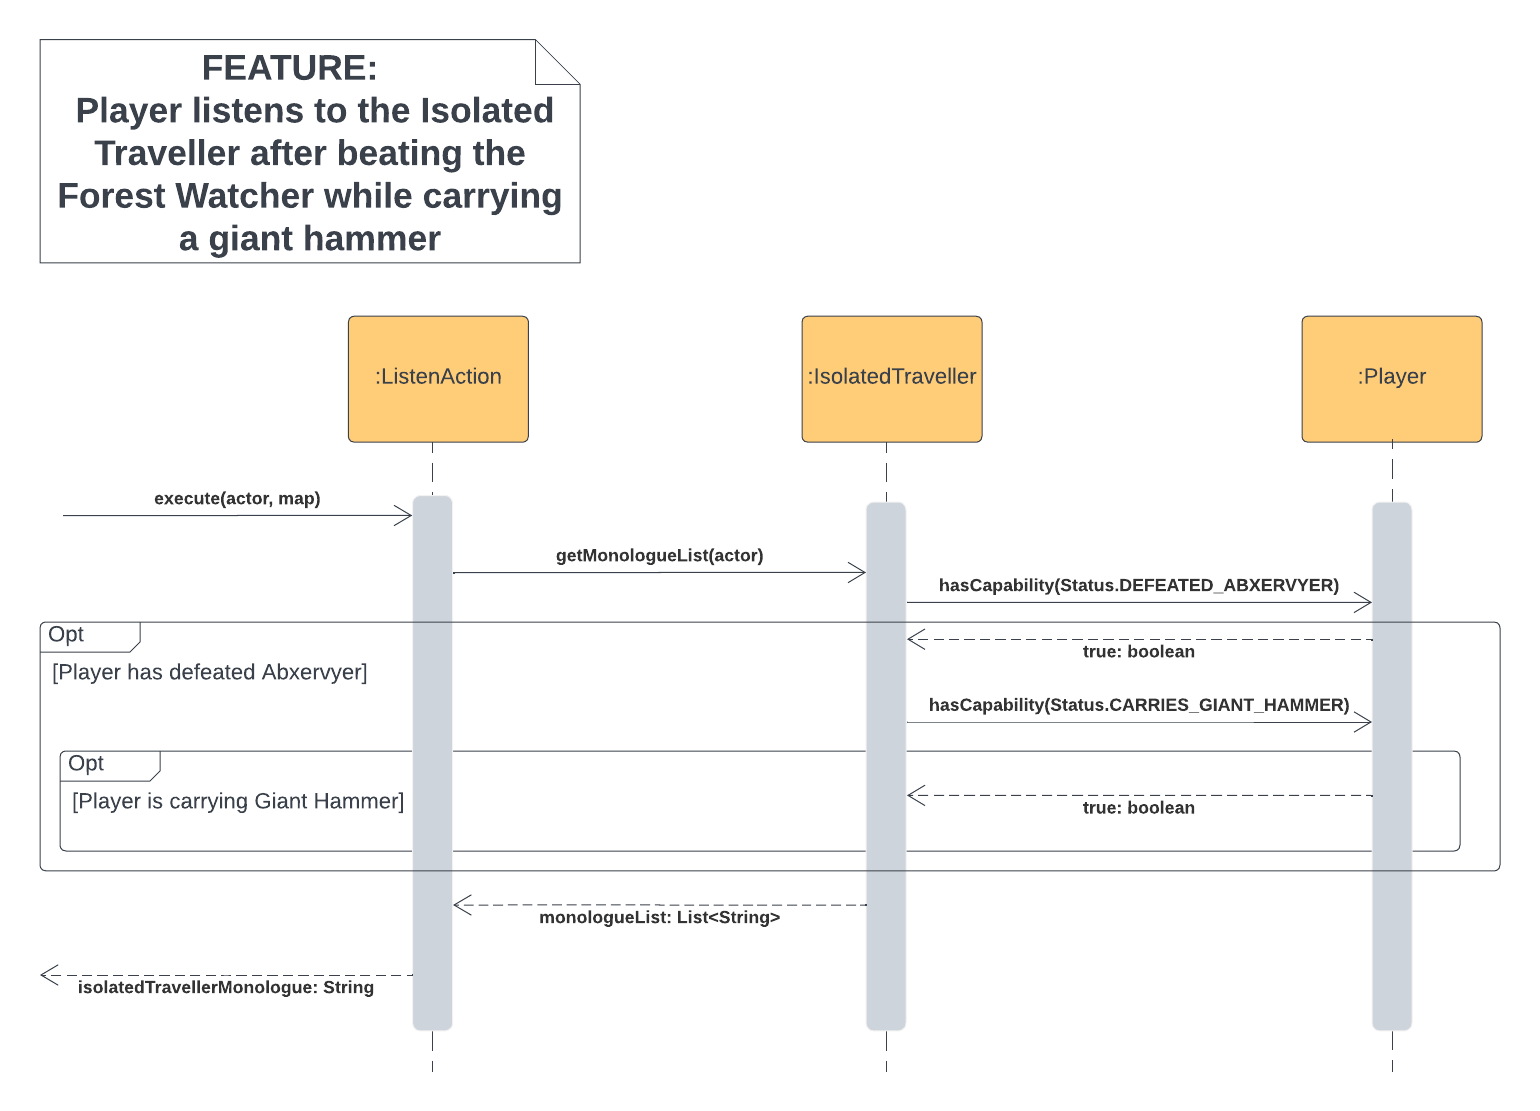 FEATURE:
Player listens to the Isolated
Traveller after beating the
Forest Watcher while carrying
a giant hammer
:ListenAction
:IsolatedTraveller
:Player
execute(actor, map)
getMonologueList(actor)
hasCapability(Status.DEFEATED_ABXERVYER)
Opt
true: boolean
[Player has defeated Abxervyer]
hasCapability(Status.CARRIES_GIANT_HAMMER)
Opt
[Player is carrying Giant Hammer]
true: boolean
monologueList: List<String>
isolatedTravellerMonologue: String